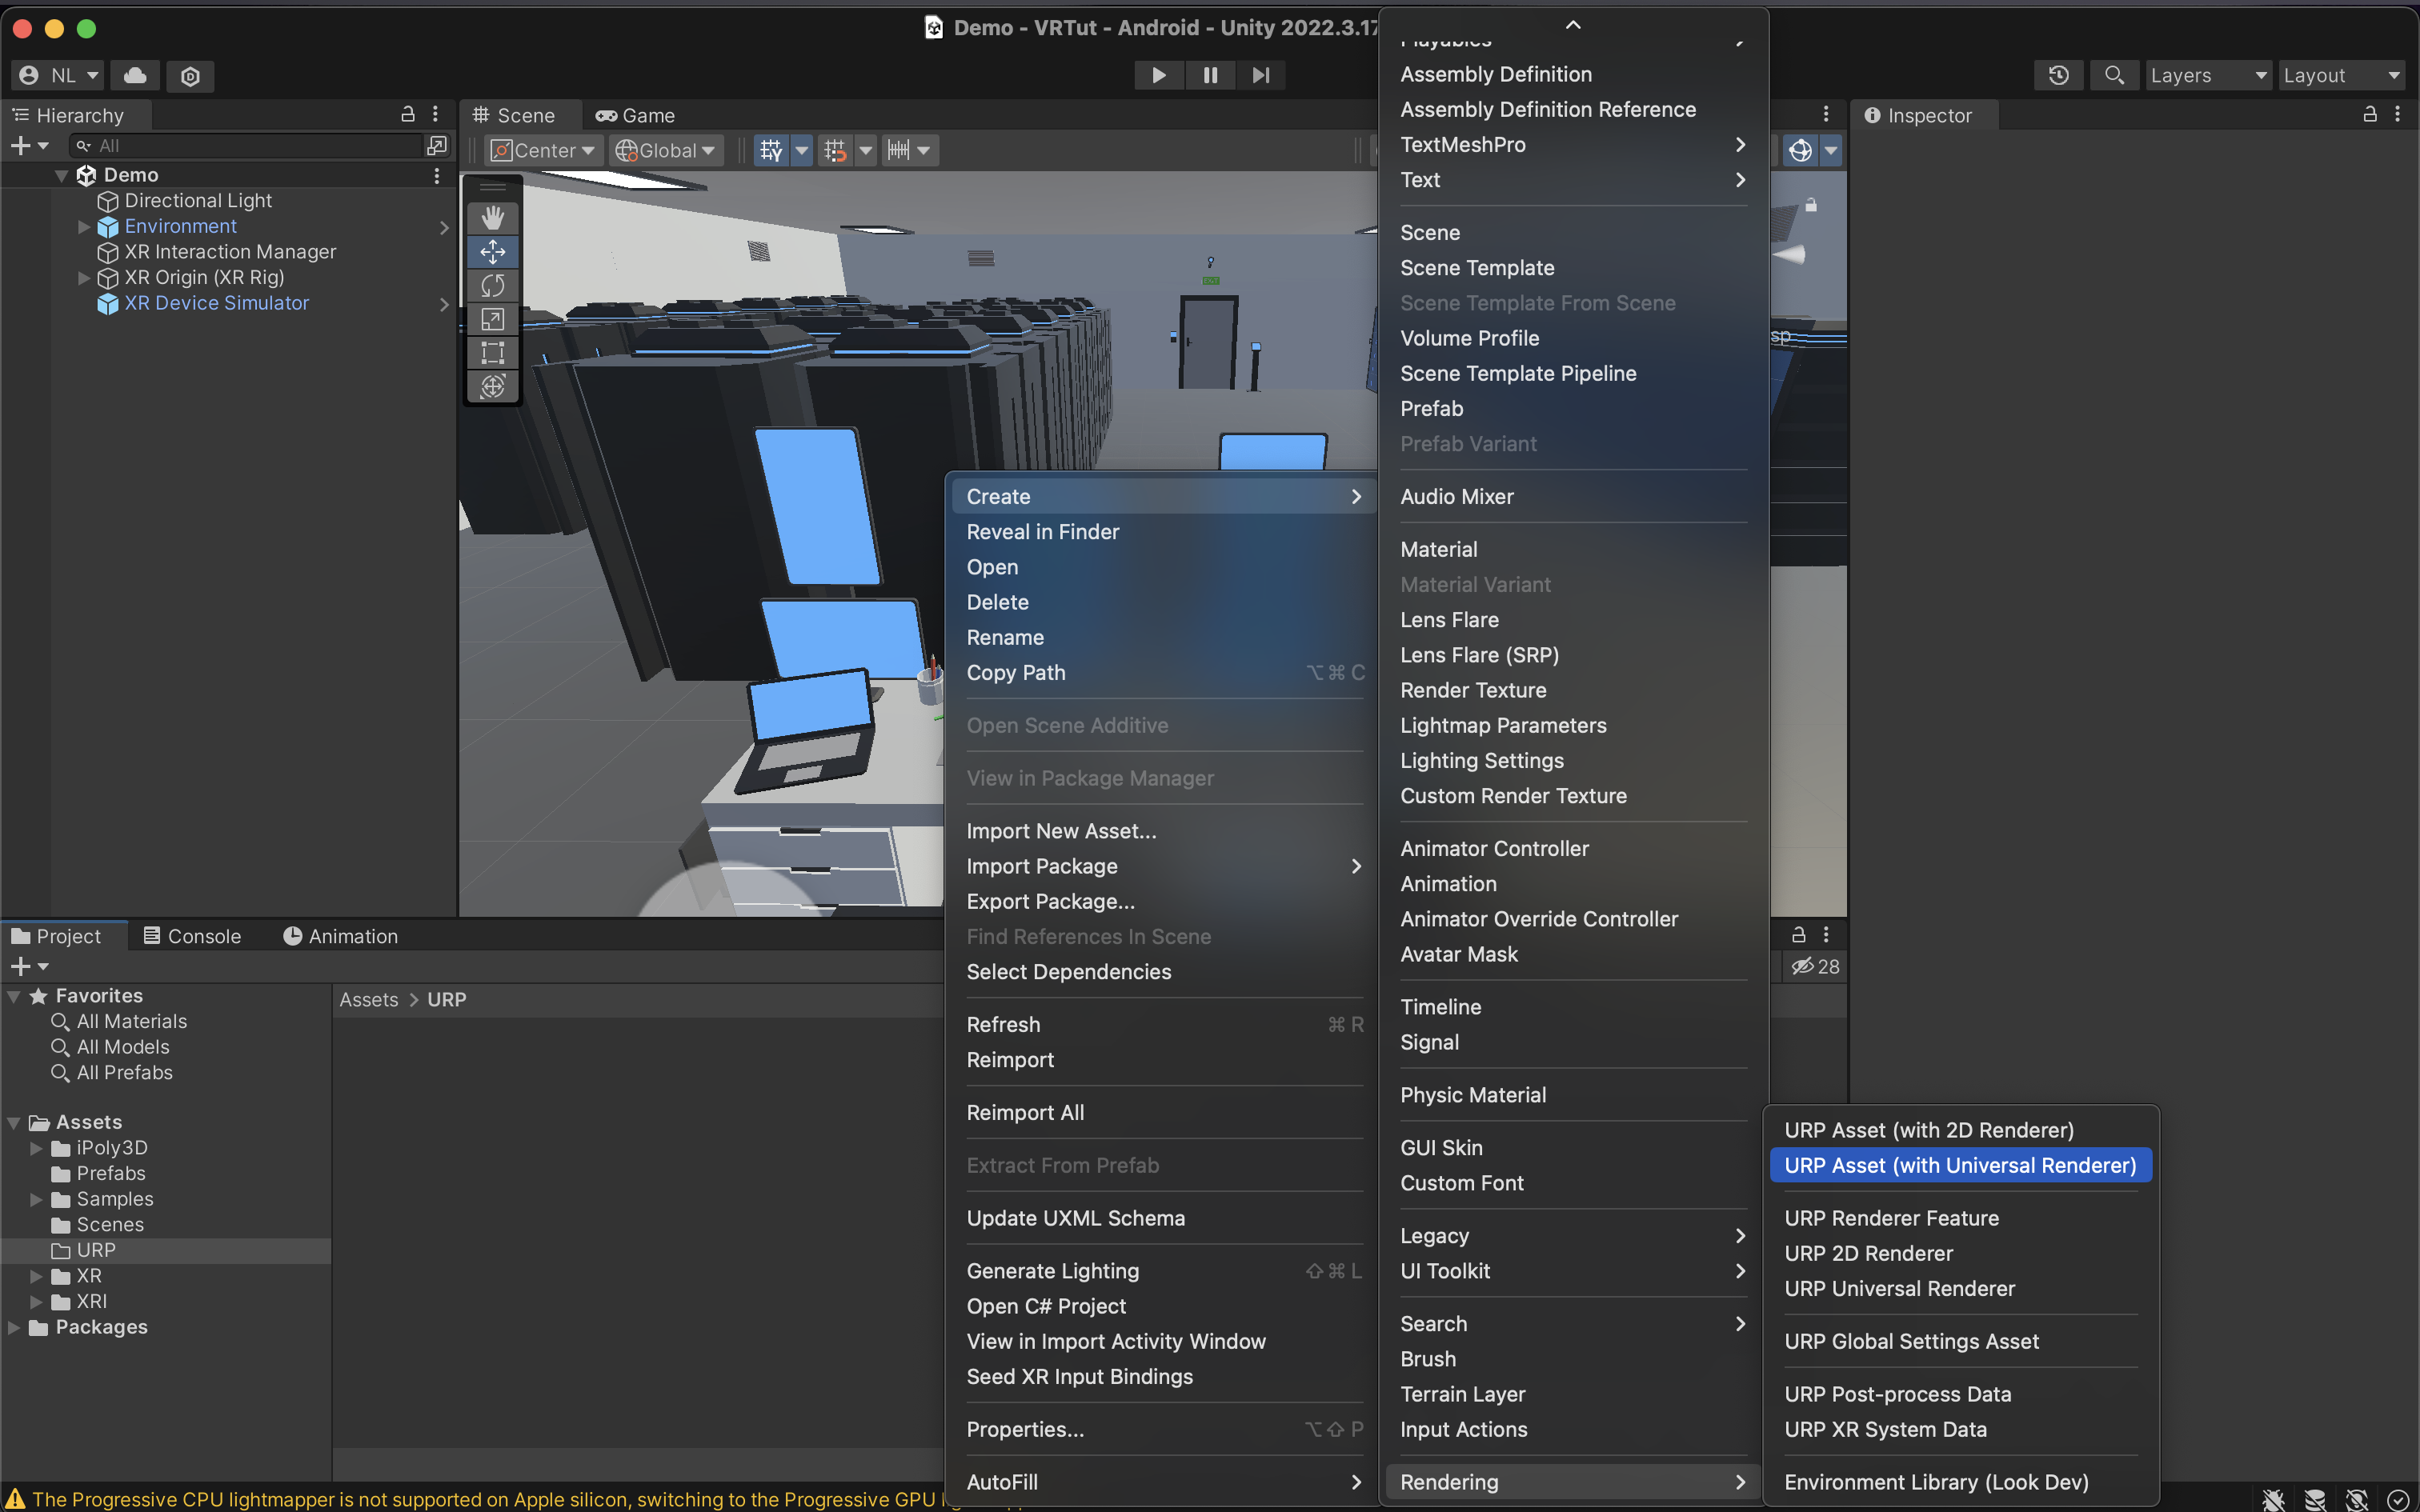 Demo - VRTut - Android - Unity 2022.3.17
NL
Layers
Layout
Hierarchy
All
Demo
Directional Light
Environment
XR Interaction Manager
XR Origin (XR Rig)
XR Device Simulator
Scene
Game
Center
Global
EXIT
Inspector
Create
Reveal in Finder
Open
Delete
Rename
Copy Path ⌥⌘C
Open Scene Additive
View in Package Manager
Import New Asset...
Import Package
Export Package...
Find References In Scene
Select Dependencies
Refresh ⌘R
Reimport
Reimport All
Extract From Prefab
Update UXML Schema
Generate Lighting ⇧⌘L
Open C# Project
View in Import Activity Window
Seed XR Input Bindings
Properties... ⌥⇧P
AutoFill
Playables
Assembly Definition
Assembly Definition Reference
TextMeshPro
Text
Scene
Scene Template
Scene Template From Scene
Volume Profile
Scene Template Pipeline
Prefab
Prefab Variant
Audio Mixer
Material
Material Variant
Lens Flare
Lens Flare (SRP)
Render Texture
Lightmap Parameters
Lighting Settings
Custom Render Texture
Animator Controller
Animation
Animator Override Controller
Avatar Mask
Timeline
Signal
Physic Material
GUI Skin
Custom Font
Legacy
UI Toolkit
Search
Brush
Terrain Layer
Input Actions
Rendering
URP Asset (with 2D Renderer)
URP Asset (with Universal Renderer)
URP Renderer Feature
URP 2D Renderer
URP Universal Renderer
URP Global Settings Asset
URP Post-process Data
URP XR System Data
Environment Library (Look Dev)
Project
Console
Animation
28
Favorites
All Materials
All Models
All Prefabs
Assets
iPoly3D
Prefabs
Samples
Scenes
URP
XR
XRI
Packages
Assets > URP
The Progressive CPU lightmapper is not supported on Apple silicon, switching to the Progressive GPU